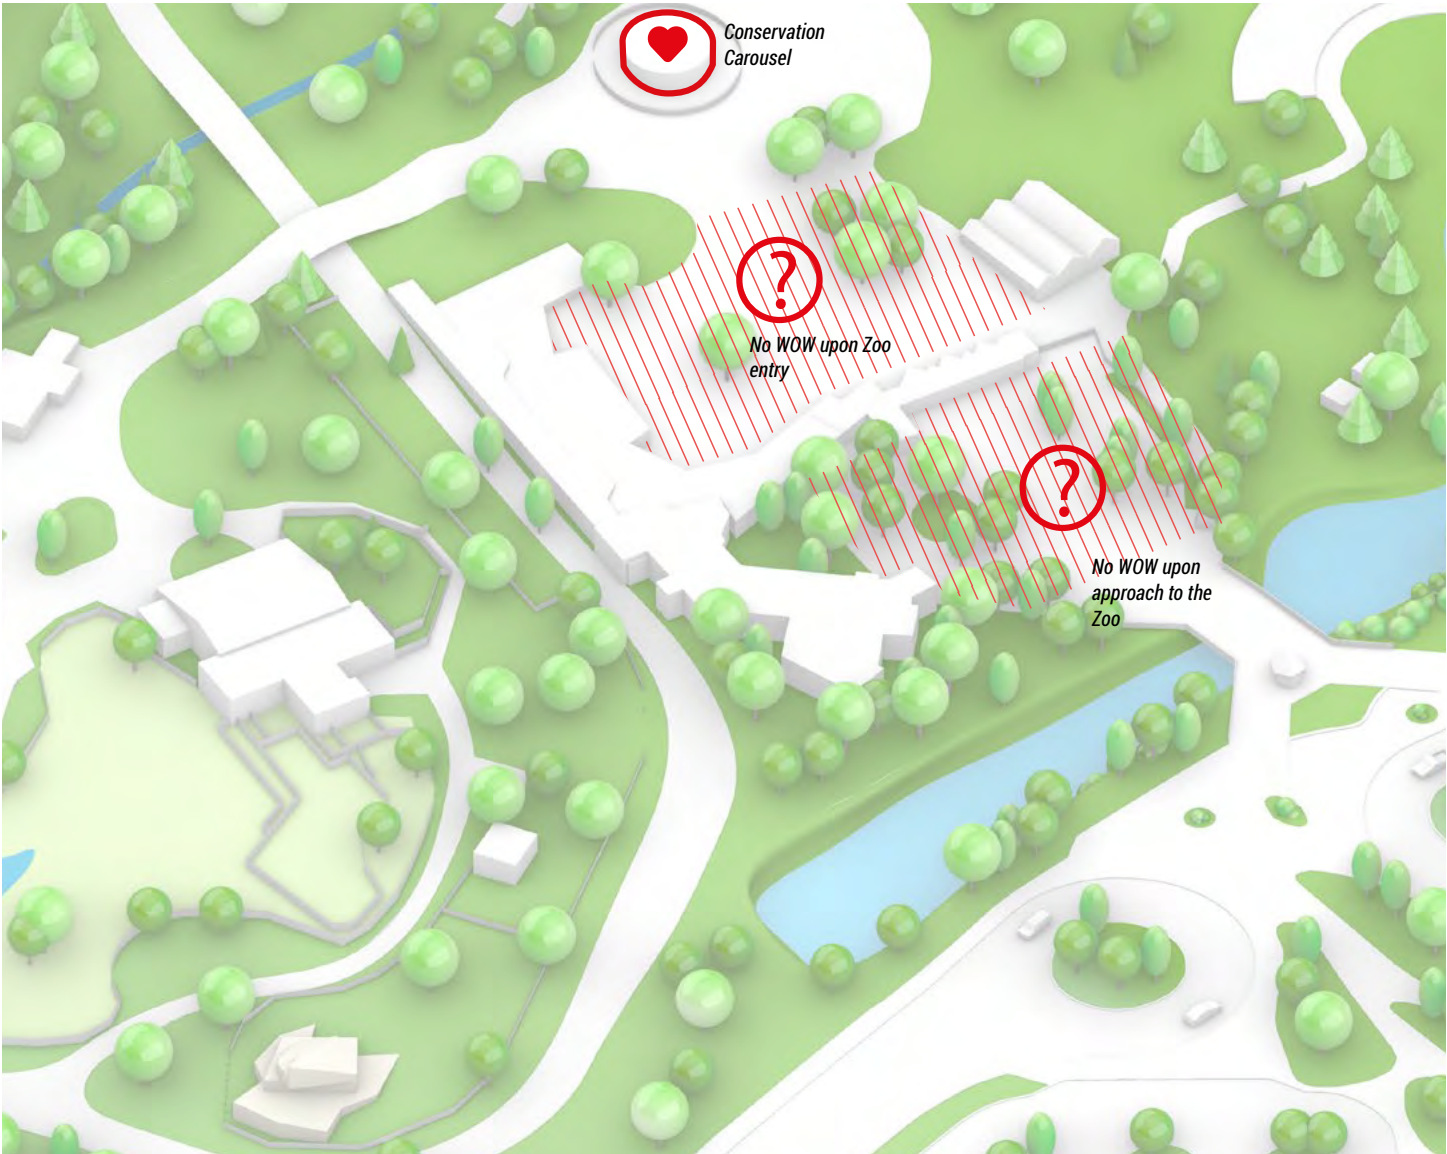 Conservation
Carousel
?
No WOW upon Zoo
entry
?
No WOW upon
approach to the
Zoo